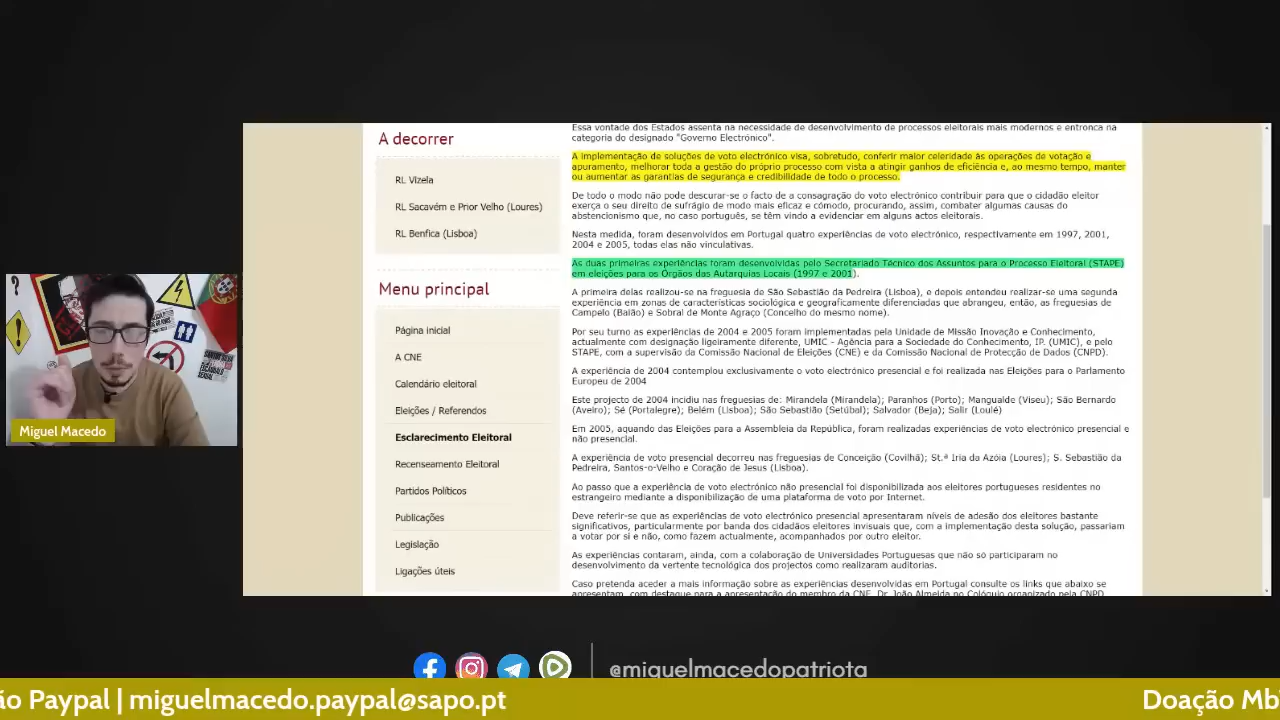 A decorrer
RL Vizela
RL Sacavém e Prior Velho (Loures)
RL Benfica (Lisboa)
Menu principal
Página inicial
A CNE
Calendário eleitoral
Eleições / Referendos
Esclarecimento Eleitoral
Recenseamento Eleitoral
Partidos Políticos
Publicações
Legislação
Ligações úteis
Essa vontade dos Estados assenta na necessidade de desenvolvimento de processos eleitorais mais modernos e entronca na
categoria do designado "Governo Electrónico".
A implementação de soluções de voto electrónico visa, sobretudo, conferir maior celeridade às operações de votação e
apuramento, melhorar toda a gestão do próprio processo com vista a atingir ganhos de eficiência e, ao mesmo tempo, manter
ou aumentar as garantias de segurança e credibilidade de todo o processo.
De todo o modo não pode descurar-se o facto de a consagração do voto electrónico contribuir para que o cidadão eleitor
exerça o seu direito de sufrágio de modo mais eficaz e cómodo, procurando, assim, combater algumas causas do
abstencionismo que, no caso português, se têm vindo a evidenciar em alguns actos eleitorais.
Nesta medida, foram desenvolvidos em Portugal quatro experiências de voto electrónico, respectivamente em 1997, 2001,
2004 e 2005, todas elas não vinculativas.
As duas primeiras experiências foram desenvolvidas pelo Secretariado Técnico dos Assuntos para o Processo Eleitoral (STAPE)
em eleições para os Órgãos das Autarquias Locais (1997 e 2001).
A primeira delas realizou-se na freguesia de São Sebastião da Pedreira (Lisboa), e depois entendeu realizar-se uma segunda
experiência em zonas de características sociológica e geograficamente diferenciadas que abrangeu, então, as freguesias de
Campelo (Baião) e Sobral de Monte Agraço (Concelho do mesmo nome).
Por seu turno as experiências de 2004 e 2005 foram implementadas pela Unidade de Missão Inovação e Conhecimento,
actualmente com designação ligeiramente diferente, UMIC - Agência para a Sociedade do Conhecimento, IP. (UMIC), e pelo
STAPE, com a supervisão da Comissão Nacional de Eleições (CNE) e da Comissão Nacional de Protecção de Dados (CNPD).
A experiência de 2004 contemplou exclusivamente o voto electrónico presencial e foi realizada nas Eleições para o Parlamento
Europeu de 2004
Este projecto de 2004 incidiu nas freguesias de: Mirandela (Mirandela); Paranhos (Porto); Mangualde (Viseu); São Bernardo
(Aveiro); Sé (Portalegre); Belém (Lisboa); São Sebastião (Setúbal); Salvador (Beja); Salir (Loulé)
Em 2005, aquando das Eleições para a Assembleia da República, foram realizadas experiências de voto electrónico presencial e
não presencial.
A experiência de voto presencial decorreu nas freguesias de Conceição (Covilhã); St.ª Iria da Azóia (Loures); S. Sebastião da
Pedreira, Santos-o-Velho e Coração de Jesus (Lisboa).
Ao passo que a experiência de voto electrónico não presencial foi disponibilizada aos eleitores portugueses residentes no
estrangeiro mediante a disponibilização de uma plataforma de voto por Internet.
Deve referir-se que as experiências de voto electrónico presencial apresentaram níveis de adesão dos eleitores bastante
significativos, particularmente por banda dos cidadãos eleitores invisuais que, com a implementação desta solução, passariam
a votar por si e não, como fazem actualmente, acompanhados por outro eleitor.
As experiências contaram, ainda, com a colaboração de Universidades Portuguesas que não só participaram no
desenvolvimento da vertente tecnológica dos projectos como realizaram auditorias.
Caso pretenda aceder a mais informação sobre as experiências desenvolvidas em Portugal consulte os links que abaixo se
apresentam, com destaque para a apresentação do membro da CNE, Dr. João Almeida no Colóquio organizado pela CNPD
Miguel Macedo
@miguelmacedopatriota
ão Paypal | miguelmacedo.paypal@sapo.pt
Doação Mb